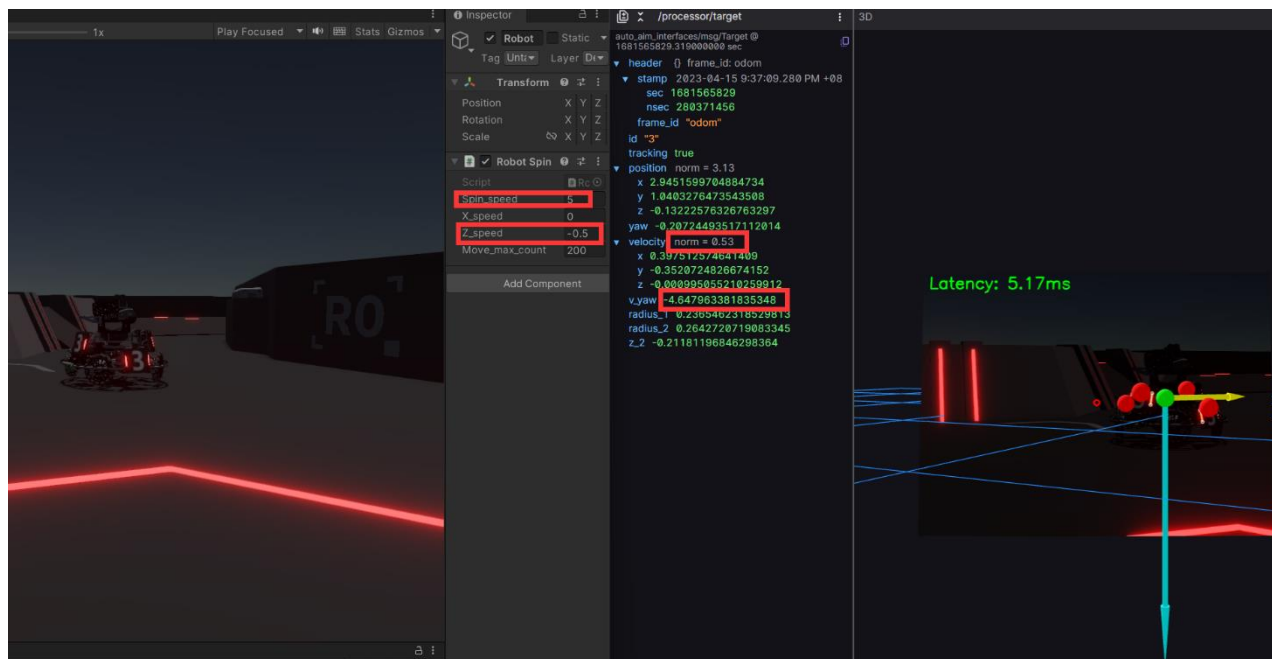 1x
Play Focused
Stats Gizmos
RO
3
3
Inspector
Robot
Static
Tag Unti
Layer De
Transform
Position X Y Z
Rotation X Y Z
Scale X Y Z
Robot Spin
Script Rc
Spin_speed 5
X_speed 0
Z_speed -0.5
Move_max_count 200
Add Component
/processor/target
auto_aim_interfaces/msg/Target @
1681565829.319000000 sec
header {} frame_id: odom
stamp 2023-04-15 9:37:09.280 PM +08
sec 1681565829
nsec 280371456
frame_id "odom"
id "3"
tracking true
position norm = 3.13
x 2.9451599704884734
y 1.0403276473543508
z -0.13222576326763297
yaw -0.20724493517112014
velocity norm = 0.53
x 0.397512574641409
y -0.3520724826674152
z -0.000995055210259912
v_yaw -4.647963381835348
radius_1 0.2365462318529813
radius_2 0.2642720719083345
z_2 -0.21181196846298364
3D
Latency: 5.17ms